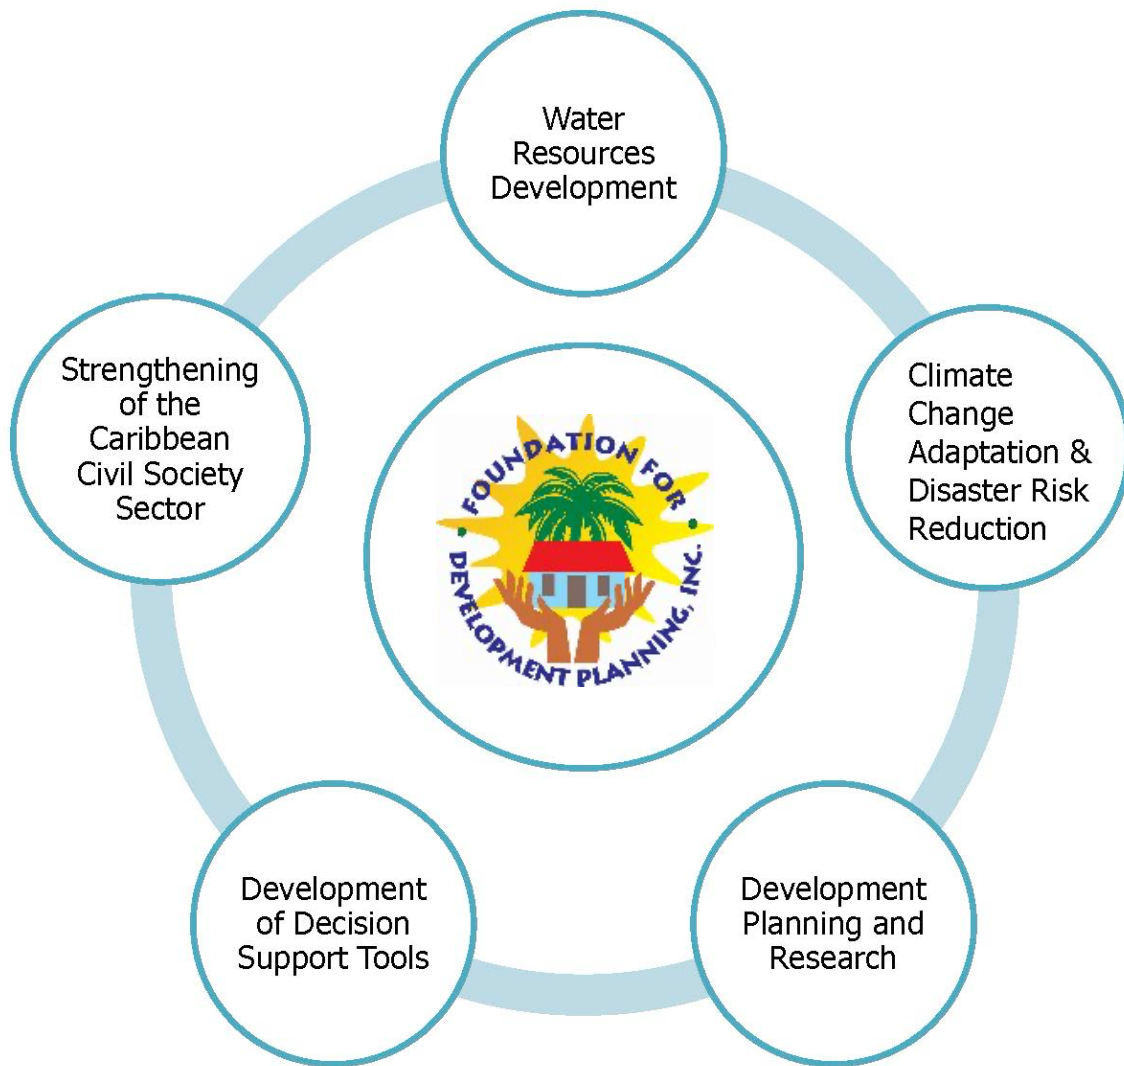 Water
Resources
Development
Strengthening
of the
Caribbean
Civil Society
Sector
Climate
Change
Adaptation &
Disaster Risk
Reduction
• FOUNDATION FOR •
DEVELOPMENT PLANNING, INC.
Development
of Decision
Support Tools
Development
Planning and
Research